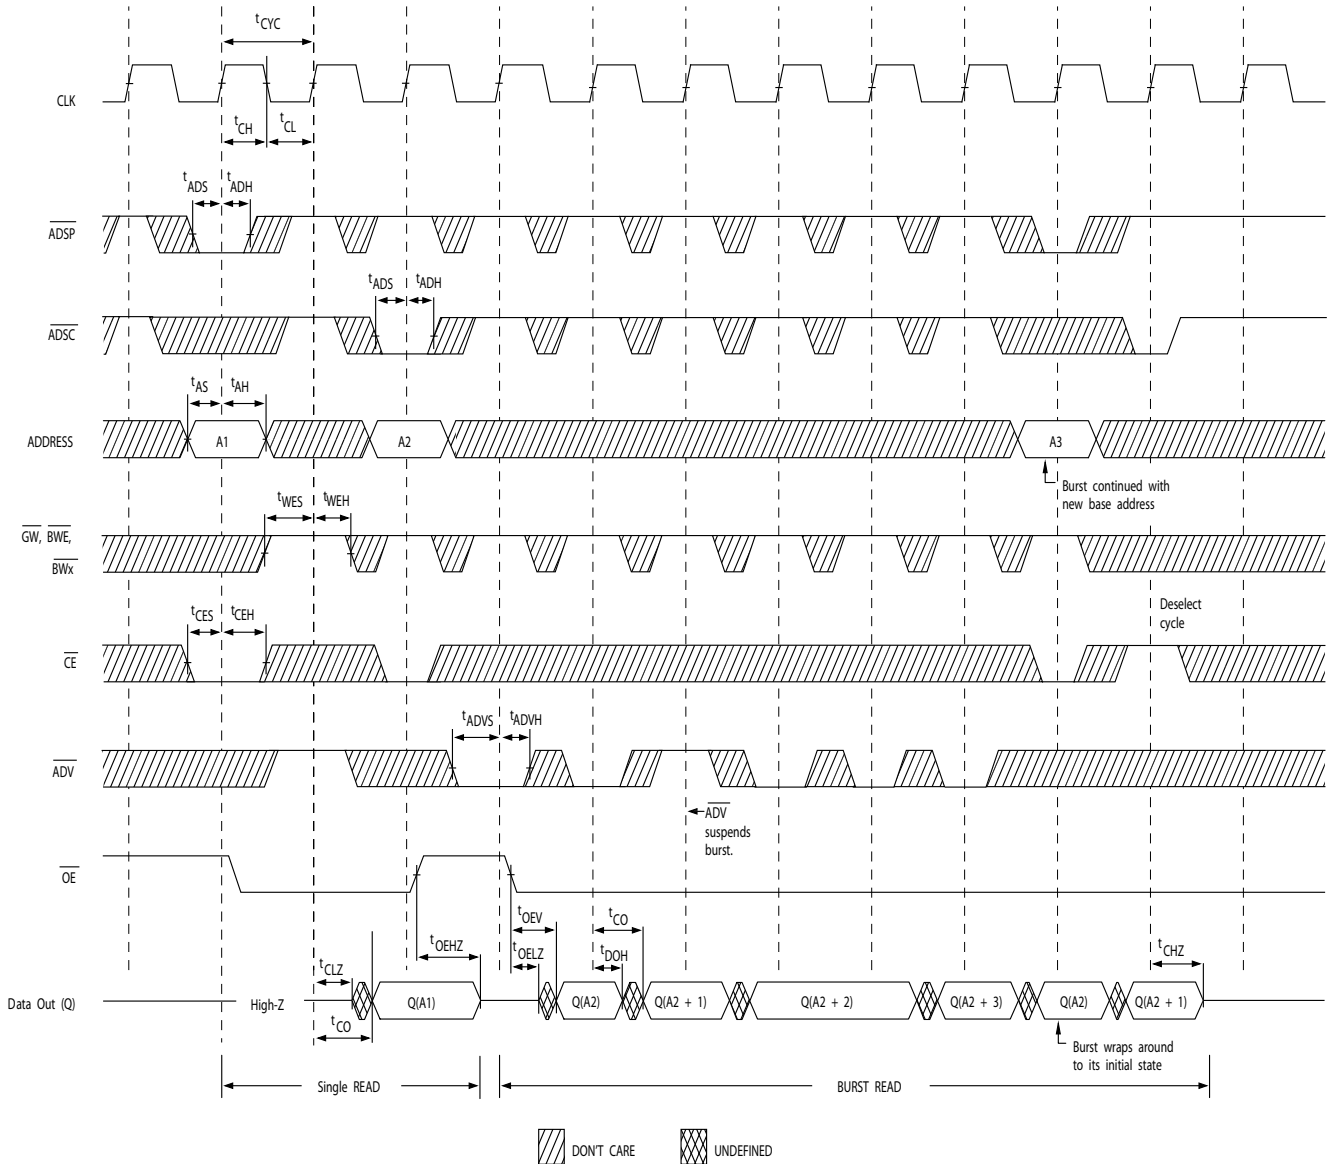 tCYC
CLK
tCH
tCL
tADS
tADH
ADSP
tADS
tADH
ADSC
tAS
tAH
ADDRESS
A1
A2
A3
Burst continued with
new base address
tWES
tWEH
GW, BWE,
BWx
Deselect
cycle
tCES
tCEH
CE
tADVS
tADVH
ADV
ADV
suspends
burst.
OE
tOEV
tCO
tOEHZ
tOELZ
tDOH
tCHZ
tCLZ
Data Out (Q)
High-Z
Q(A1)
Q(A2)
Q(A2 + 1)
Q(A2 + 2)
Q(A2 + 3)
Q(A2)
Q(A2 + 1)
tCO
Burst wraps around
to its initial state
Single READ
BURST READ
DON'T CARE
UNDEFINED